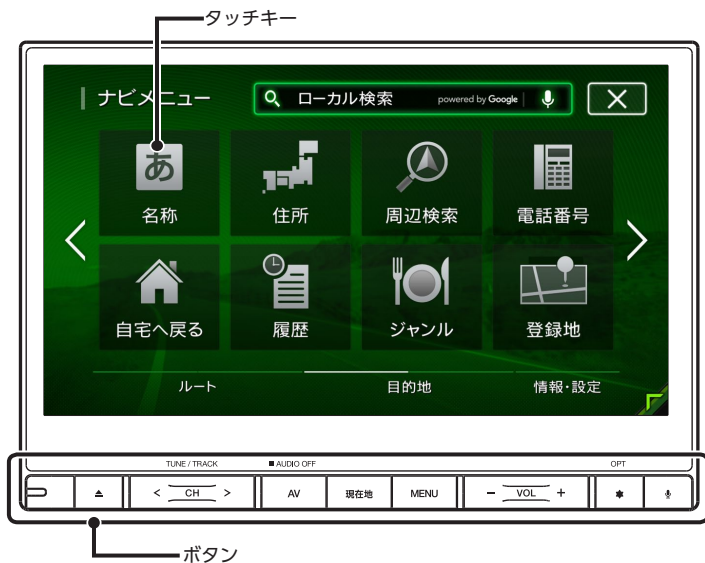 タッチキー
ナビメニュー
ローカル検索 powered by Google
あ
名称
住所
周辺検索
電話番号
自宅へ戻る
履歴
ジャンル
登録地
ルート
目的地
情報・設定
TUNE / TRACK
■ AUDIO OFF
OPT
< CH >
AV
現在地
MENU
− VOL +
ボタン